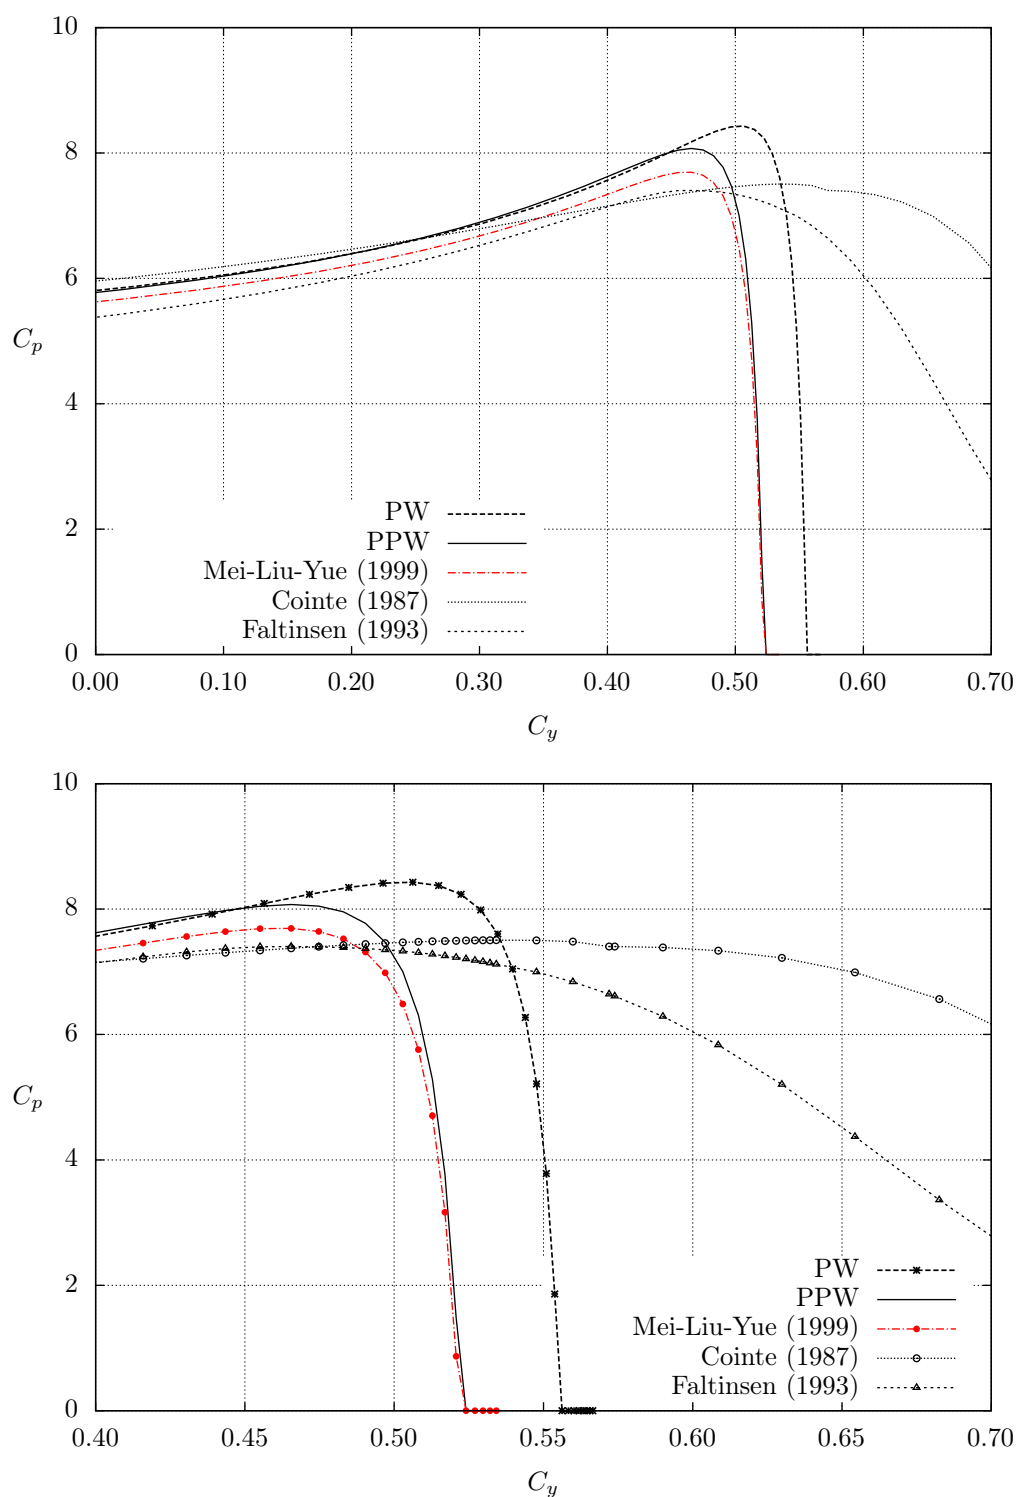 10
8
6
C_p
4
2
0
PW
PPW
Mei-Liu-Yue (1999)
Cointe (1987)
Faltinsen (1993)
0.00 0.10 0.20 0.30 0.40 0.50 0.60 0.70
C_y
10
8
6
C_p
4
2
0
PW
PPW
Mei-Liu-Yue (1999)
Cointe (1987)
Faltinsen (1993)
0.40 0.45 0.50 0.55 0.60 0.65 0.70
C_y